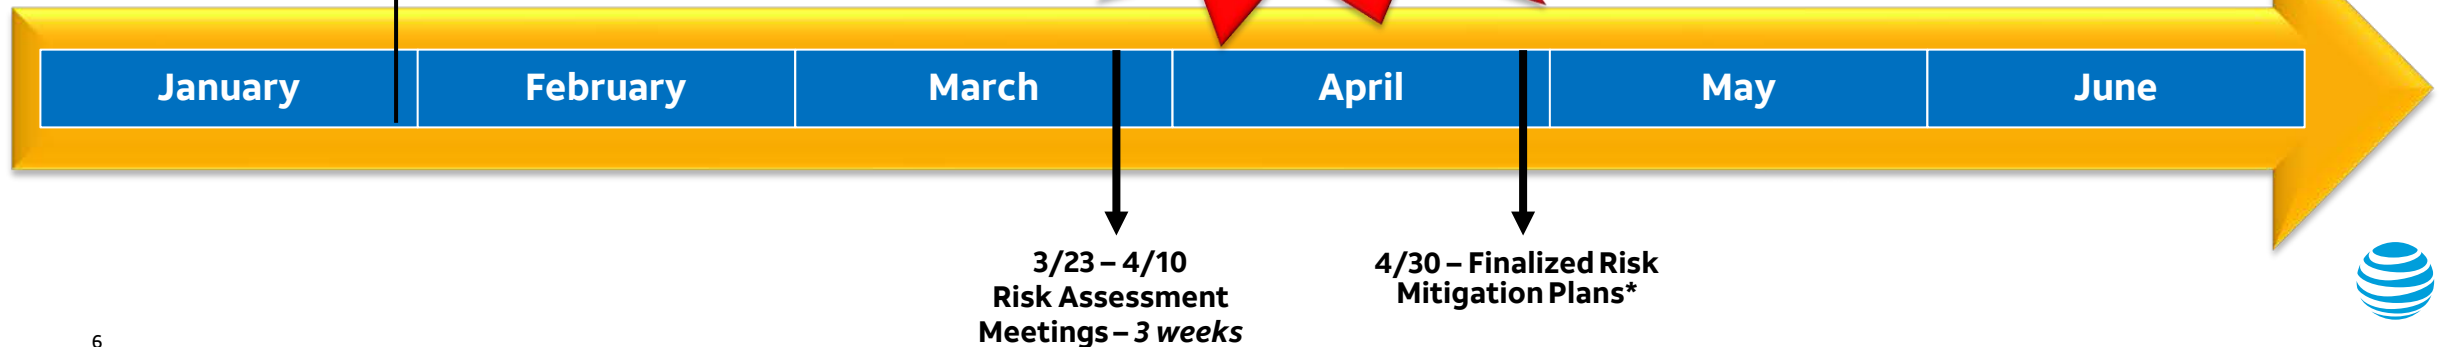 January February March April May June
3/23 – 4/10
Risk Assessment
Meetings – 3 weeks
4/30 – Finalized Risk
Mitigation Plans*
6